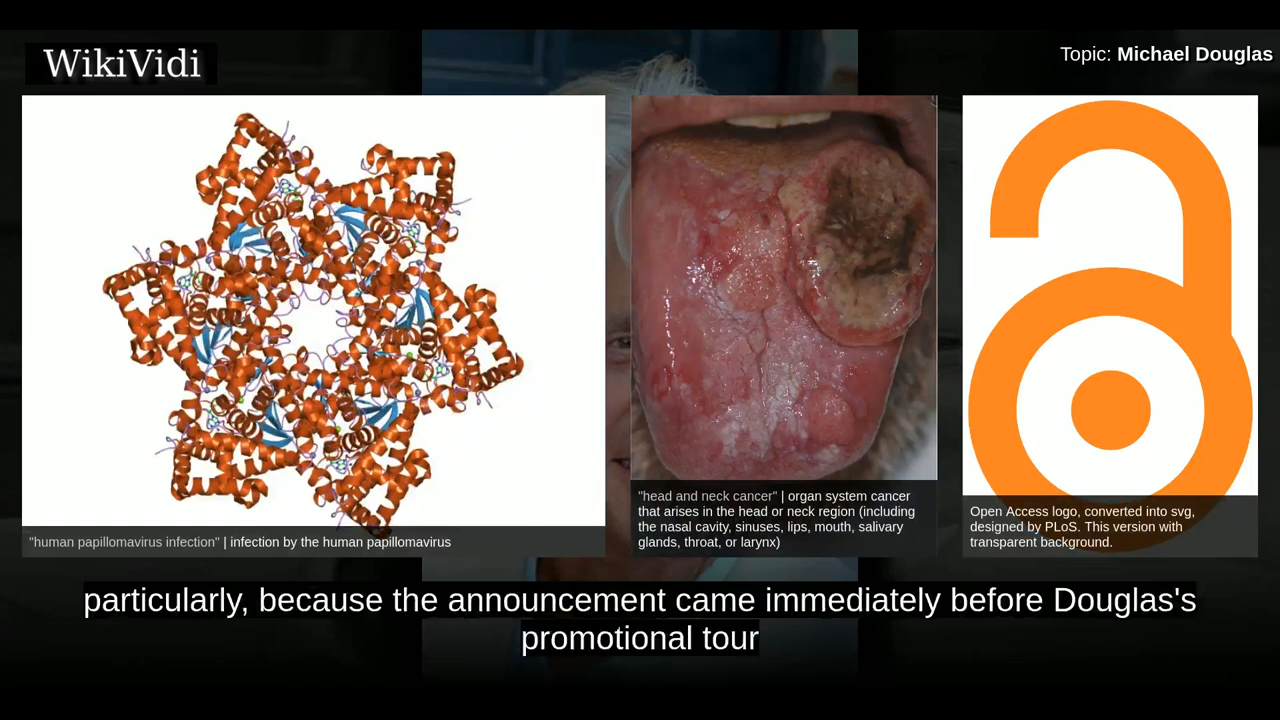 WikiVidi
Topic: Michael Douglas
"human papillomavirus infection" | infection by the human papillomavirus
"head and neck cancer" | organ system cancer
that arises in the head or neck region (including
the nasal cavity, sinuses, lips, mouth, salivary
glands, throat, or larynx)
Open Access logo, converted into svg,
designed by PLoS. This version with
transparent background.
particularly, because the announcement came immediately before Douglas's
promotional tour